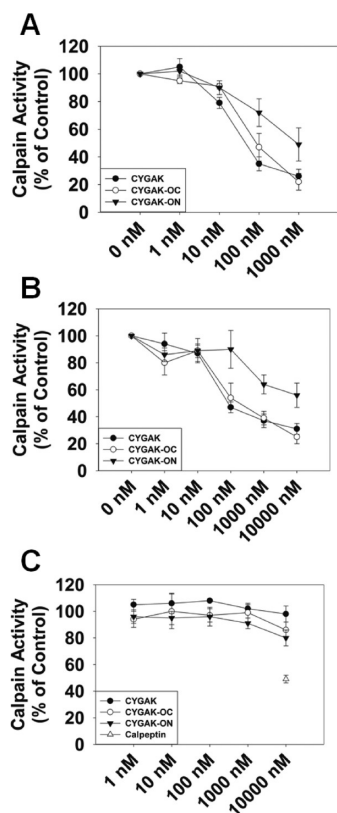 A
Calpain Activity
(% of Control)
120
100
80
60
40
20
0
CYGAK
CYGAK-OC
CYGAK-ON
0 nM
1 nM
10 nM
100 nM
1000 nM
B
Calpain Activity
(% of Control)
120
100
80
60
40
20
0
CYGAK
CYGAK-OC
CYGAK-ON
0 nM
1 nM
10 nM
100 nM
1000 nM
10000 nM
C
Calpain Activity
(% of Control)
120
100
80
60
40
20
0
CYGAK
CYGAK-OC
CYGAK-ON
Calpeptin
1 nM
10 nM
100 nM
1000 nM
10000 nM